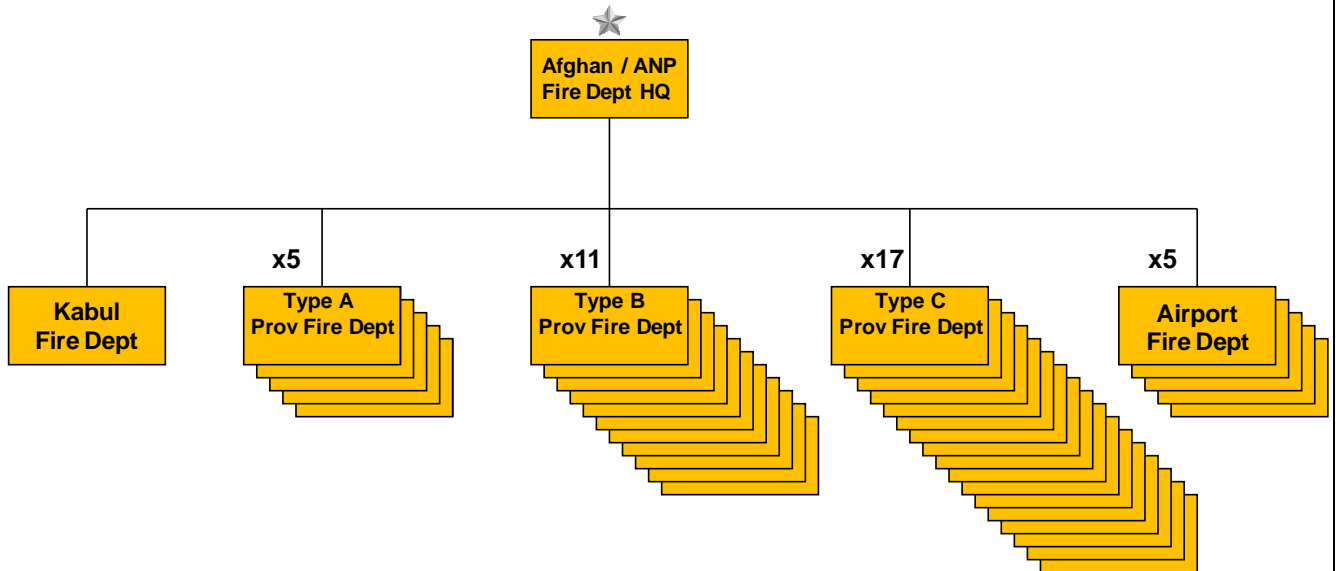 Afghan / ANP
Fire Dept HQ
x5
x11
x17
x5
Kabul
Fire Dept
Type A
Prov Fire Dept
Type B
Prov Fire Dept
Type C
Prov Fire Dept
Airport
Fire Dept